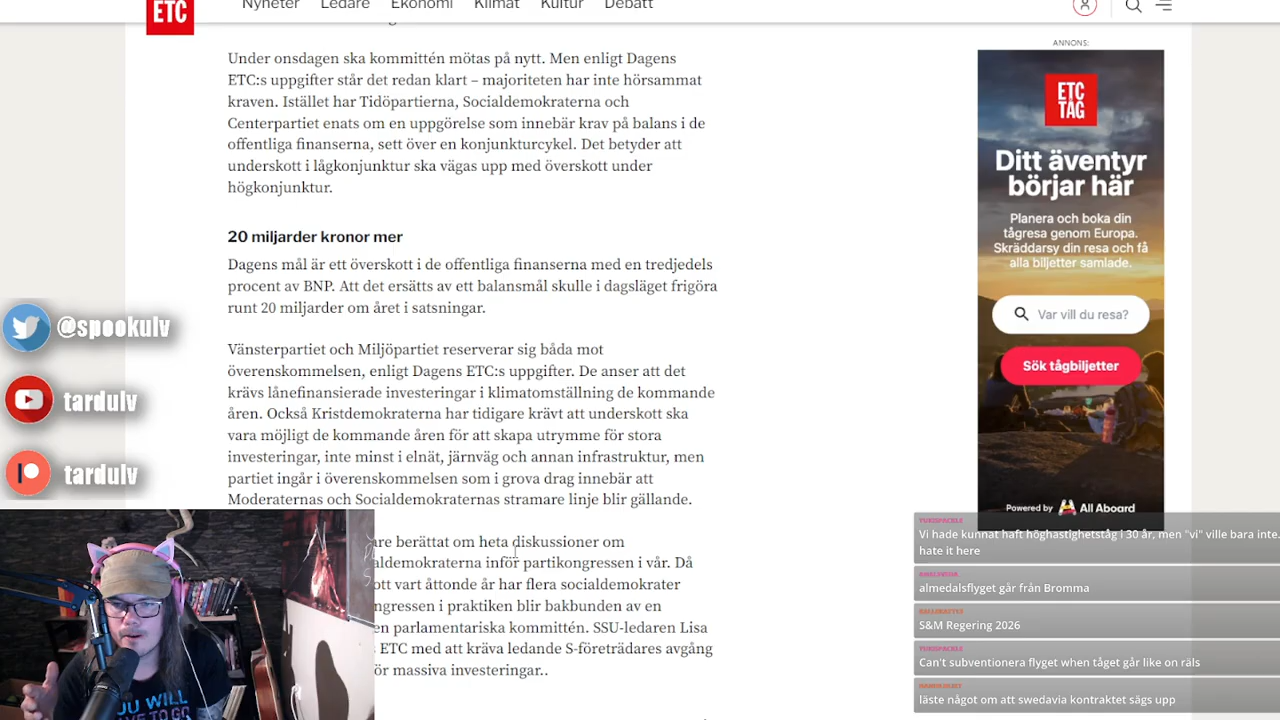 ETC
Nyheter Ledare Ekonomi Klimat Kultur Debatt
Under onsdagen ska kommittén mötas på nytt. Men enligt Dagens
ETC:s uppgifter står det redan klart – majoriteten har inte hörsammat
kraven. Istället har Tidöpartierna, Socialdemokraterna och
Centerpartiet enats om en uppgörelse som innebär krav på balans i de
offentliga finanserna, sett över en konjunkturcykel. Det betyder att
underskott i lågkonjunktur ska vägas upp med överskott under
högkonjunktur.
20 miljarder kronor mer
Dagens mål är ett överskott i de offentliga finanserna med en tredjedels
procent av BNP. Att det ersätts av ett balansmål skulle i dagsläget frigöra
runt 20 miljarder om året i satsningar.
Vänsterpartiet och Miljöpartiet reserverar sig båda mot
överenskommelsen, enligt Dagens ETC:s uppgifter. De anser att det
krävs lånefinansierade investeringar i klimatomställning de kommande
åren. Också Kristdemokraterna har tidigare krävt att underskott ska
vara möjligt de kommande åren för att skapa utrymme för stora
investeringar, inte minst i elnät, järnväg och annan infrastruktur, men
partiet ingår i överenskommelsen som i grova drag innebär att
Moderaternas och Socialdemokraternas stramare linje blir gällande.
are berättat om heta diskussioner om
aldemokraterna inför partikongressen i vår. Då
ott vart åttonde år har flera socialdemokrater
ngressen i praktiken blir bakbunden av en
en parlamentariska kommittén. SSU-ledaren Lisa
s ETC med att kräva ledande S-företrädares avgång
ör massiva investeringar..
ANNONS:
ETC
TAG
Ditt äventyr
börjar här
Planera och boka din
tågresa genom Europa.
Skräddarsy din resa och få
alla biljetter samlade.
Var vill du resa?
Sök tågbiljetter
Powered by All Aboard
@spookulv
tardulv
tardulv
Vi hade kunnat haft höghastighetståg i 30 år, men "vi" ville bara inte.
hate it here
almedalsflyget går från Bromma
S&M Regering 2026
Can't subventionera flyget when tåget går like on räls
läste något om att swedavia kontraktet sägs upp